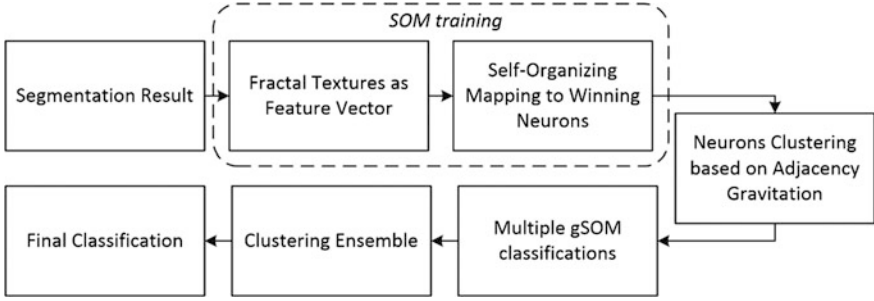 SOM training
Segmentation Result
Fractal Textures as
Feature Vector
Self-Organizing
Mapping to Winning
Neurons
Neurons Clustering
based on Adjacency
Gravitation
Multiple gSOM
classifications
Clustering Ensemble
Final Classification